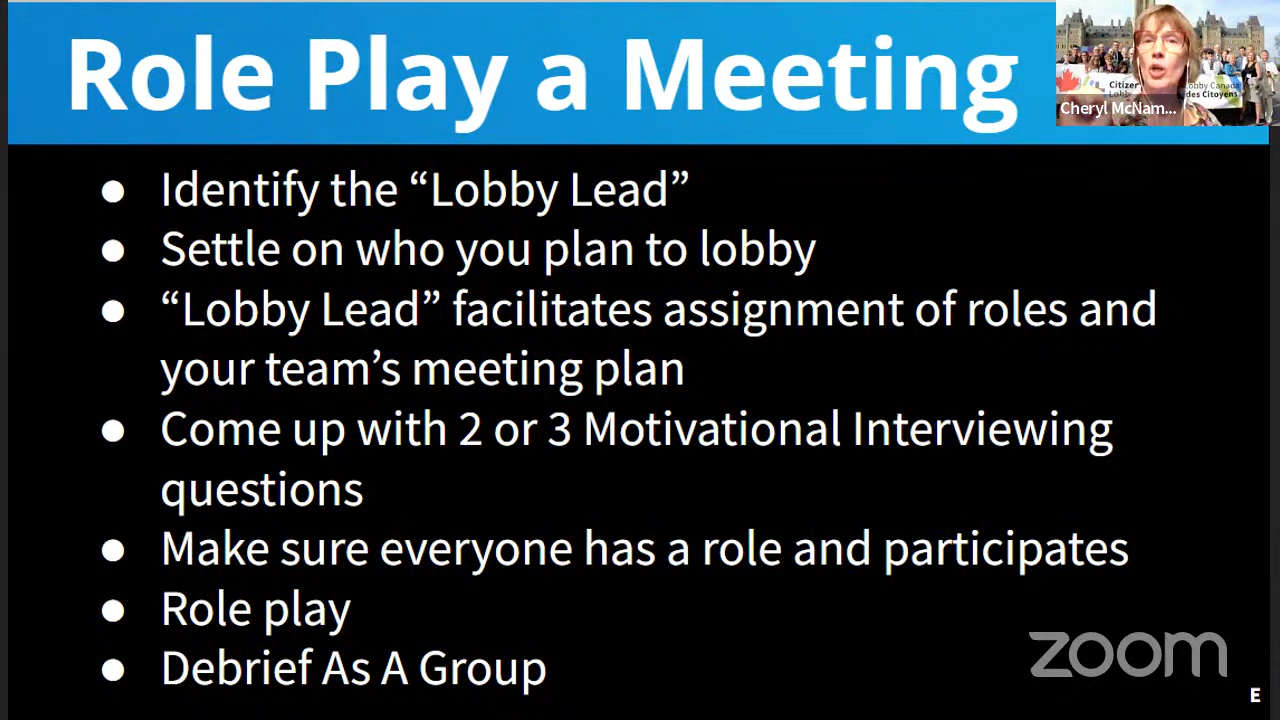 Role Play a Meeting
Citizen
Lobby Canada
des Citoyens
Cheryl McNam...
● Identify the “Lobby Lead”
● Settle on who you plan to lobby
● “Lobby Lead” facilitates assignment of roles and
your team’s meeting plan
● Come up with 2 or 3 Motivational Interviewing
questions
● Make sure everyone has a role and participates
● Role play
● Debrief As A Group
zoom
E